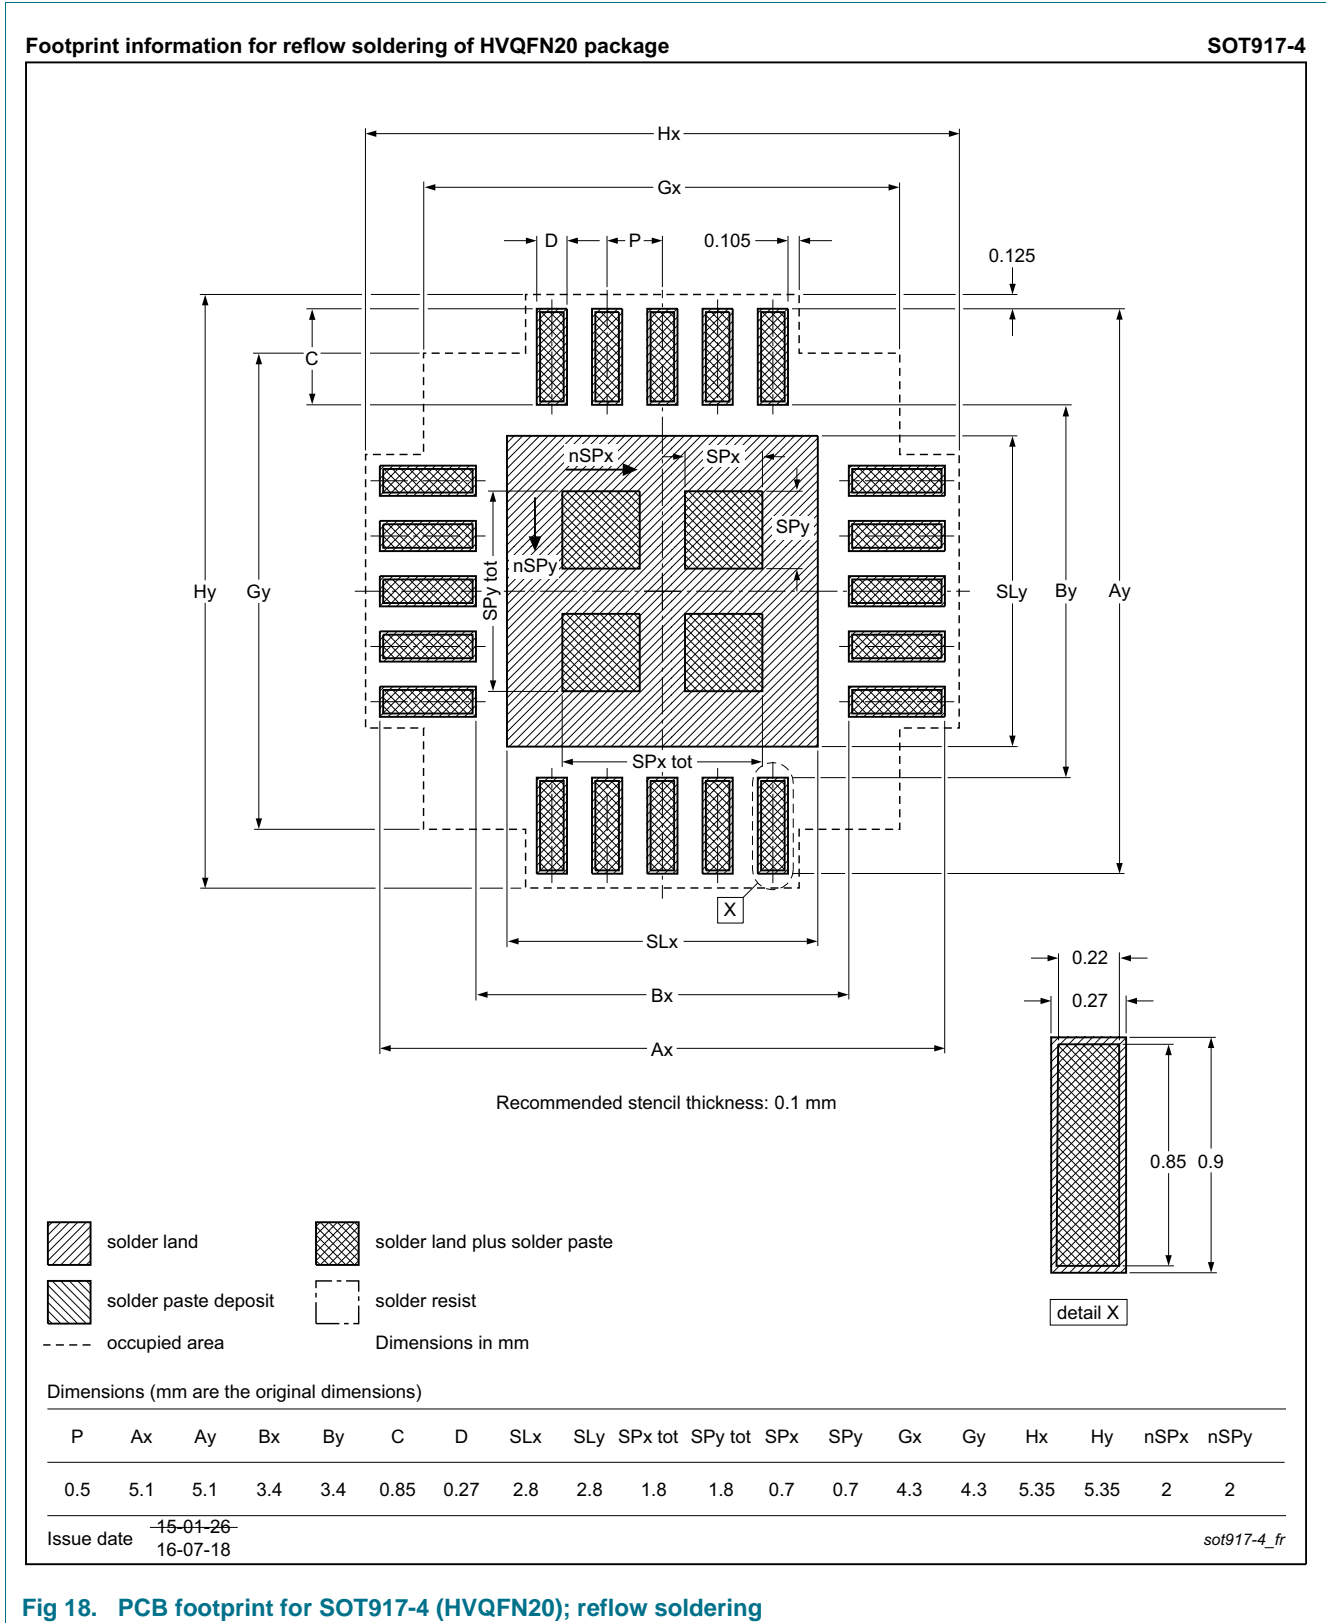 Footprint information for reflow soldering of HVQFN20 package SOT917-4
Hx
Gx
D P 0.105
0.125
C
nSPx SPx
SPy
nSPy
SPy tot
Hy Gy SLy By Ay
SPx tot
X
SLx
Bx
Ax
0.22
0.27
0.85 0.9
detail X
Recommended stencil thickness: 0.1 mm
solder land solder land plus solder paste
solder paste deposit solder resist
occupied area Dimensions in mm
Dimensions (mm are the original dimensions)
P Ax Ay Bx By C D SLx SLy SPx tot SPy tot SPx SPy Gx Gy Hx Hy nSPx nSPy
0.5 5.1 5.1 3.4 3.4 0.85 0.27 2.8 2.8 1.8 1.8 0.7 0.7 4.3 4.3 5.35 5.35 2 2
Issue date 15-01-26
16-07-18
sot917-4_fr
Fig 18. PCB footprint for SOT917-4 (HVQFN20); reflow soldering